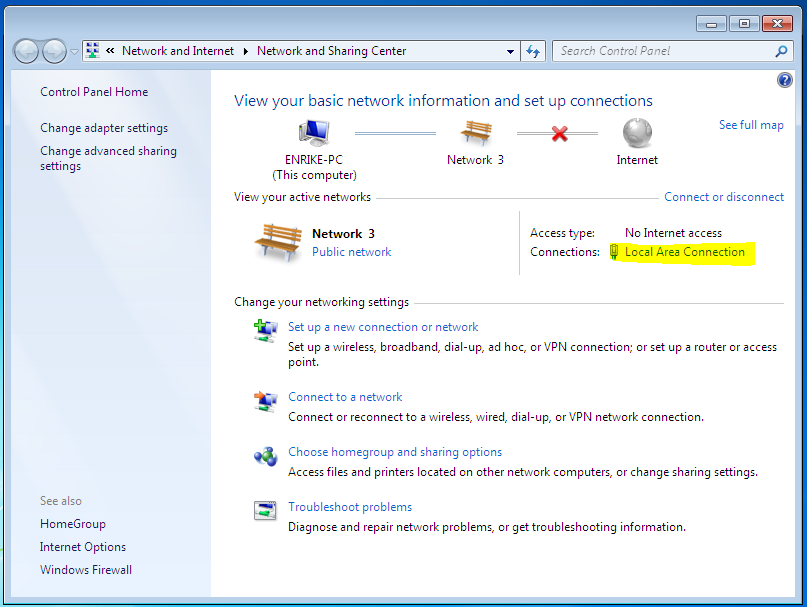 « Network and Internet ▸ Network and Sharing Center
Search Control Panel
Control Panel Home
Change adapter settings
Change advanced sharing
settings
See also
HomeGroup
Internet Options
Windows Firewall
View your basic network information and set up connections
See full map
ENRIKE-PC
(This computer)
Network 3
Internet
View your active networks
Connect or disconnect
Network 3
Public network
Access type: No Internet access
Connections: Local Area Connection
Change your networking settings
Set up a new connection or network
Set up a wireless, broadband, dial-up, ad hoc, or VPN connection; or set up a router or access
point.
Connect to a network
Connect or reconnect to a wireless, wired, dial-up, or VPN network connection.
Choose homegroup and sharing options
Access files and printers located on other network computers, or change sharing settings.
Troubleshoot problems
Diagnose and repair network problems, or get troubleshooting information.